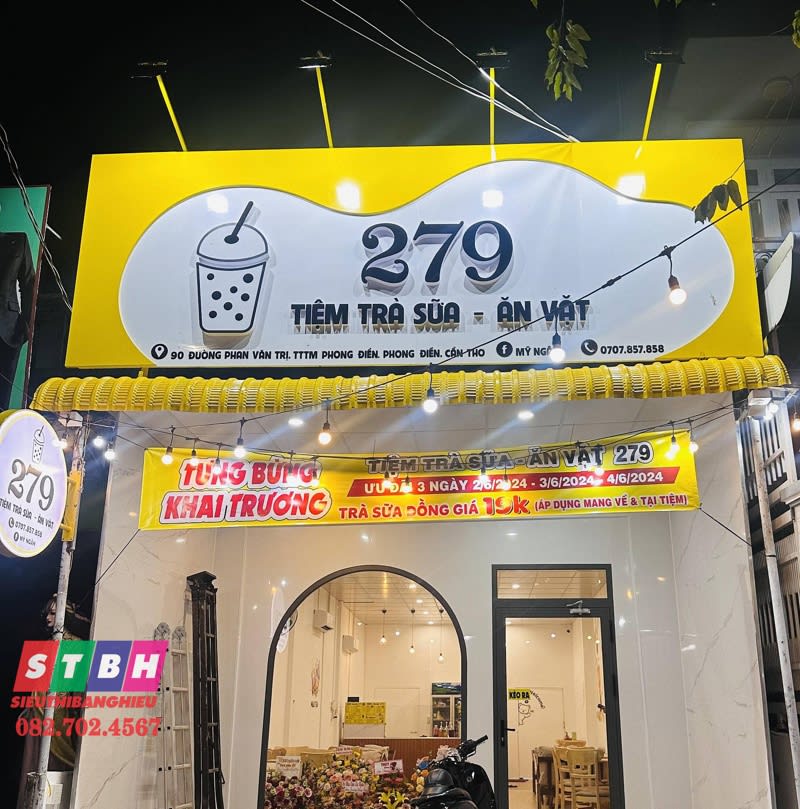 279
TIỆM TRÀ SỮA - ĂN VẶT
90 ĐƯỜNG PHAN VĂN TRỊ, TTTM PHONG ĐIỀN, PHONG ĐIỀN, CẦN THƠ
MỸ NGÂN
0707.857.858
TƯNG BỪNG
KHAI TRƯƠNG
TIỆM TRÀ SỮA - ĂN VẶT 279
ƯU ĐÃI 3 NGÀY 2/6/2024 - 3/6/2024 - 4/6/2024
TRÀ SỮA ĐỒNG GIÁ 19K (ÁP DỤNG MANG VỀ & TẠI TIỆM)
279
TIỆM TRÀ SỮA - ĂN VẶT
0707.857.858
MỸ NGÂN
KÉO RA
STBH
SIEUTHIBANGHIEU
082.702.4567